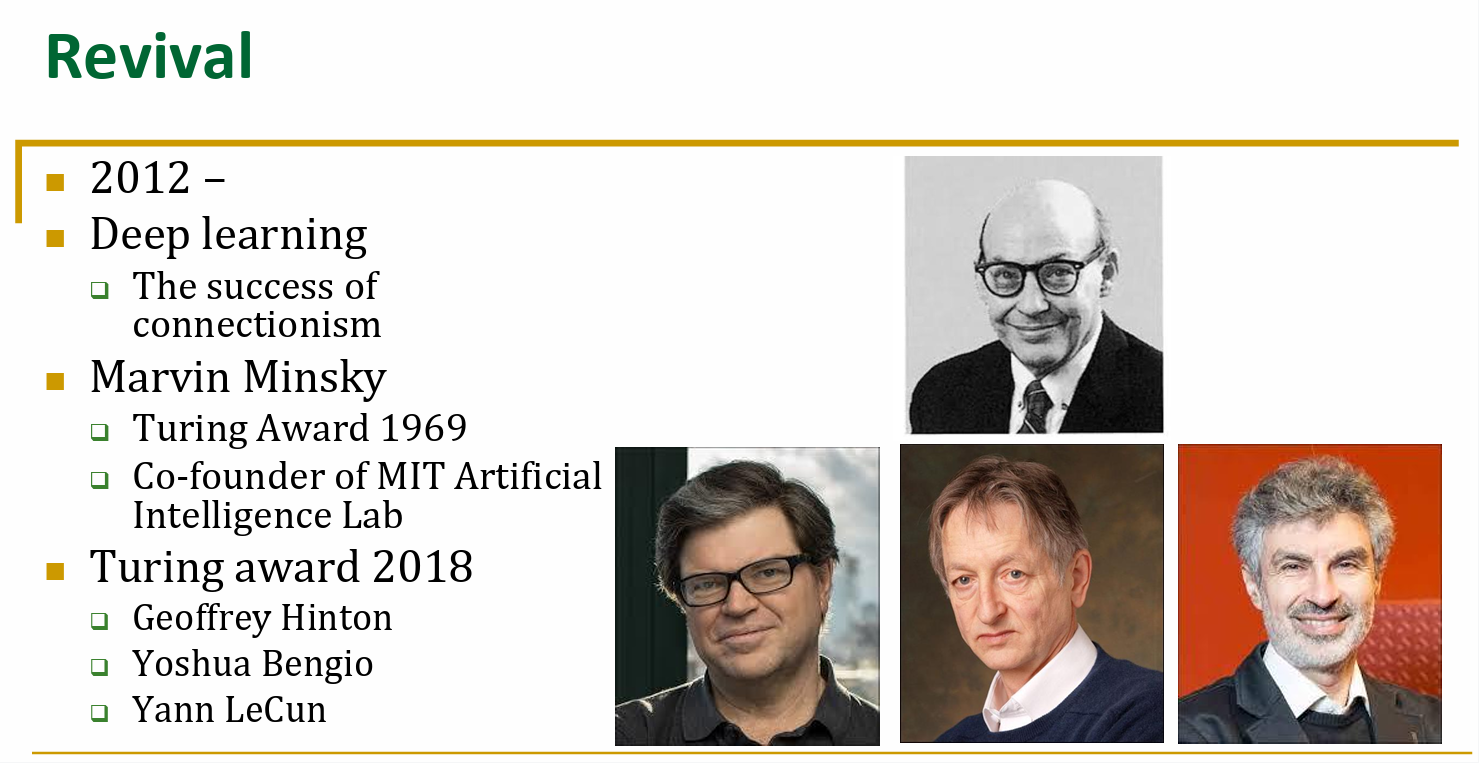 Revival
2012 –
Deep learning
The success of
connectionism
Marvin Minsky
Turing Award 1969
Co-founder of MIT Artificial
Intelligence Lab
Turing award 2018
Geoffrey Hinton
Yoshua Bengio
Yann LeCun